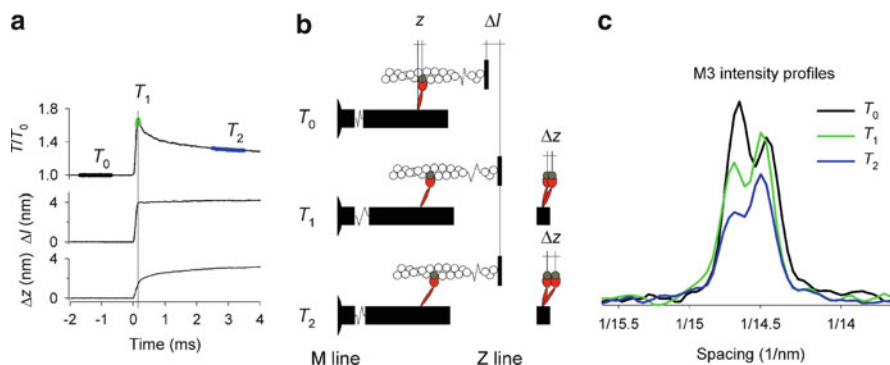 a
T₁
1.8
T/T₀
1.4
1.0
T₀
T₂
Δl (nm)
4
0
Δz (nm)
4
0
-2
-1
0
1
2
3
4
Time (ms)
b
z
Δl
T₀
Δz
T₁
Δz
T₂
M line
Z line
c
M3 intensity profiles
T₀
T₁
T₂
1/15.5
1/15
1/14.5
1/14
Spacing (1/nm)